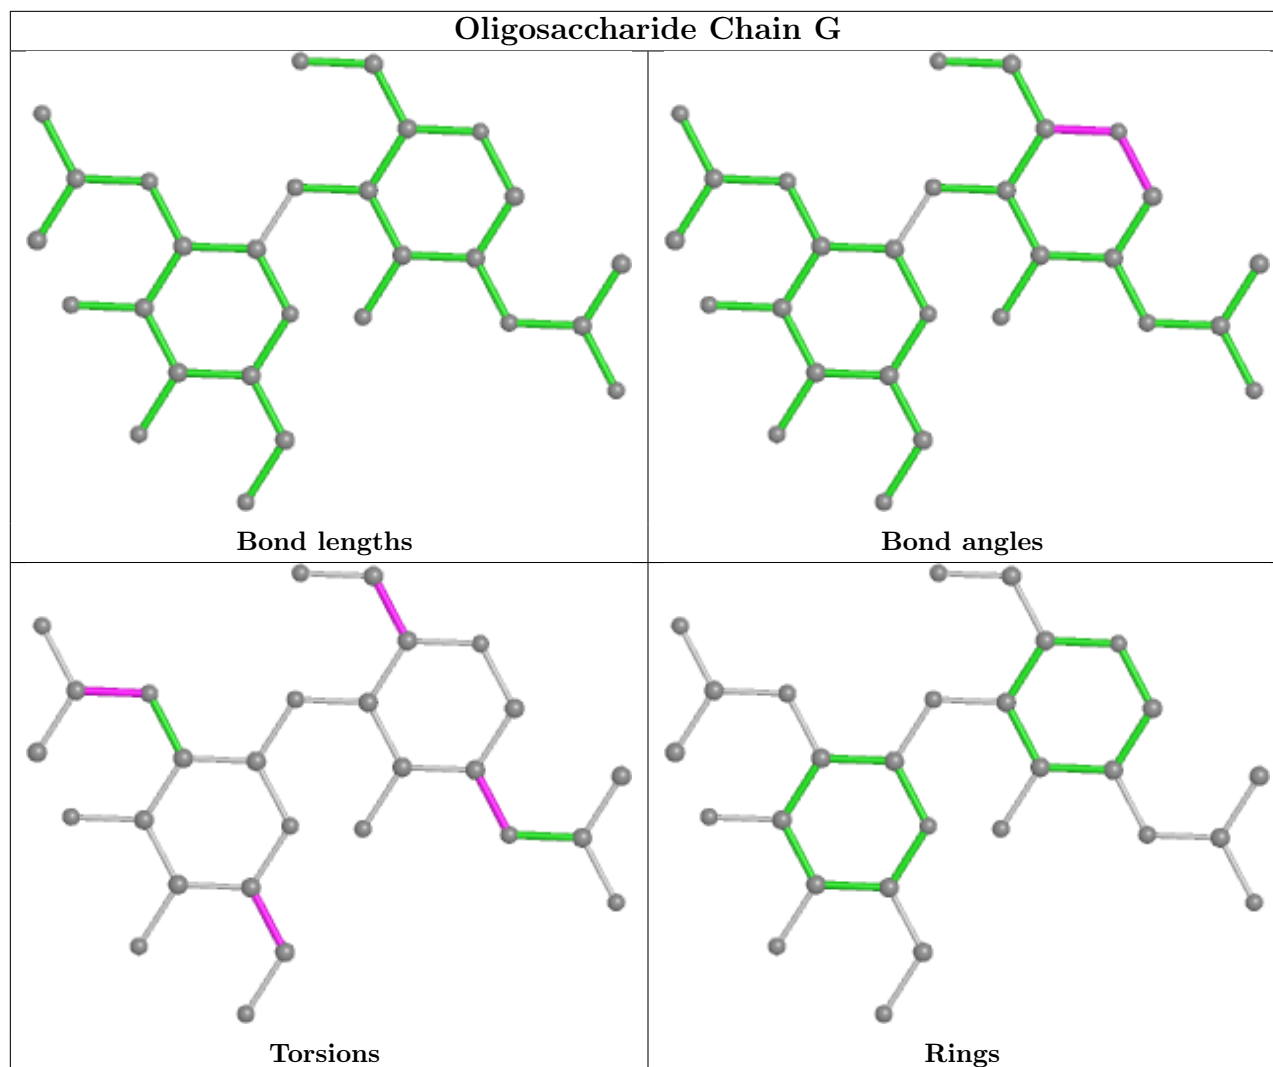 Oligosaccharide Chain G
Bond lengths
Bond angles
Torsions
Rings